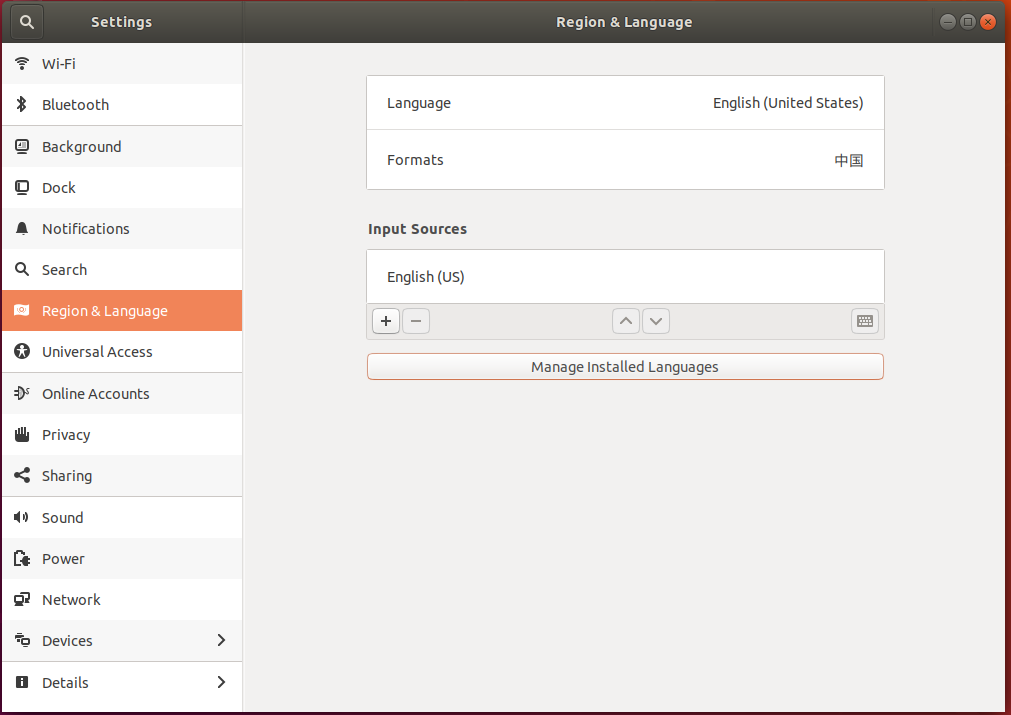 Settings
Region & Language
Wi-Fi
Bluetooth
Background
Dock
Notifications
Search
Region & Language
Universal Access
Online Accounts
Privacy
Sharing
Sound
Power
Network
Devices
Details
Language English (United States)
Formats 中国
Input Sources
English (US)
Manage Installed Languages